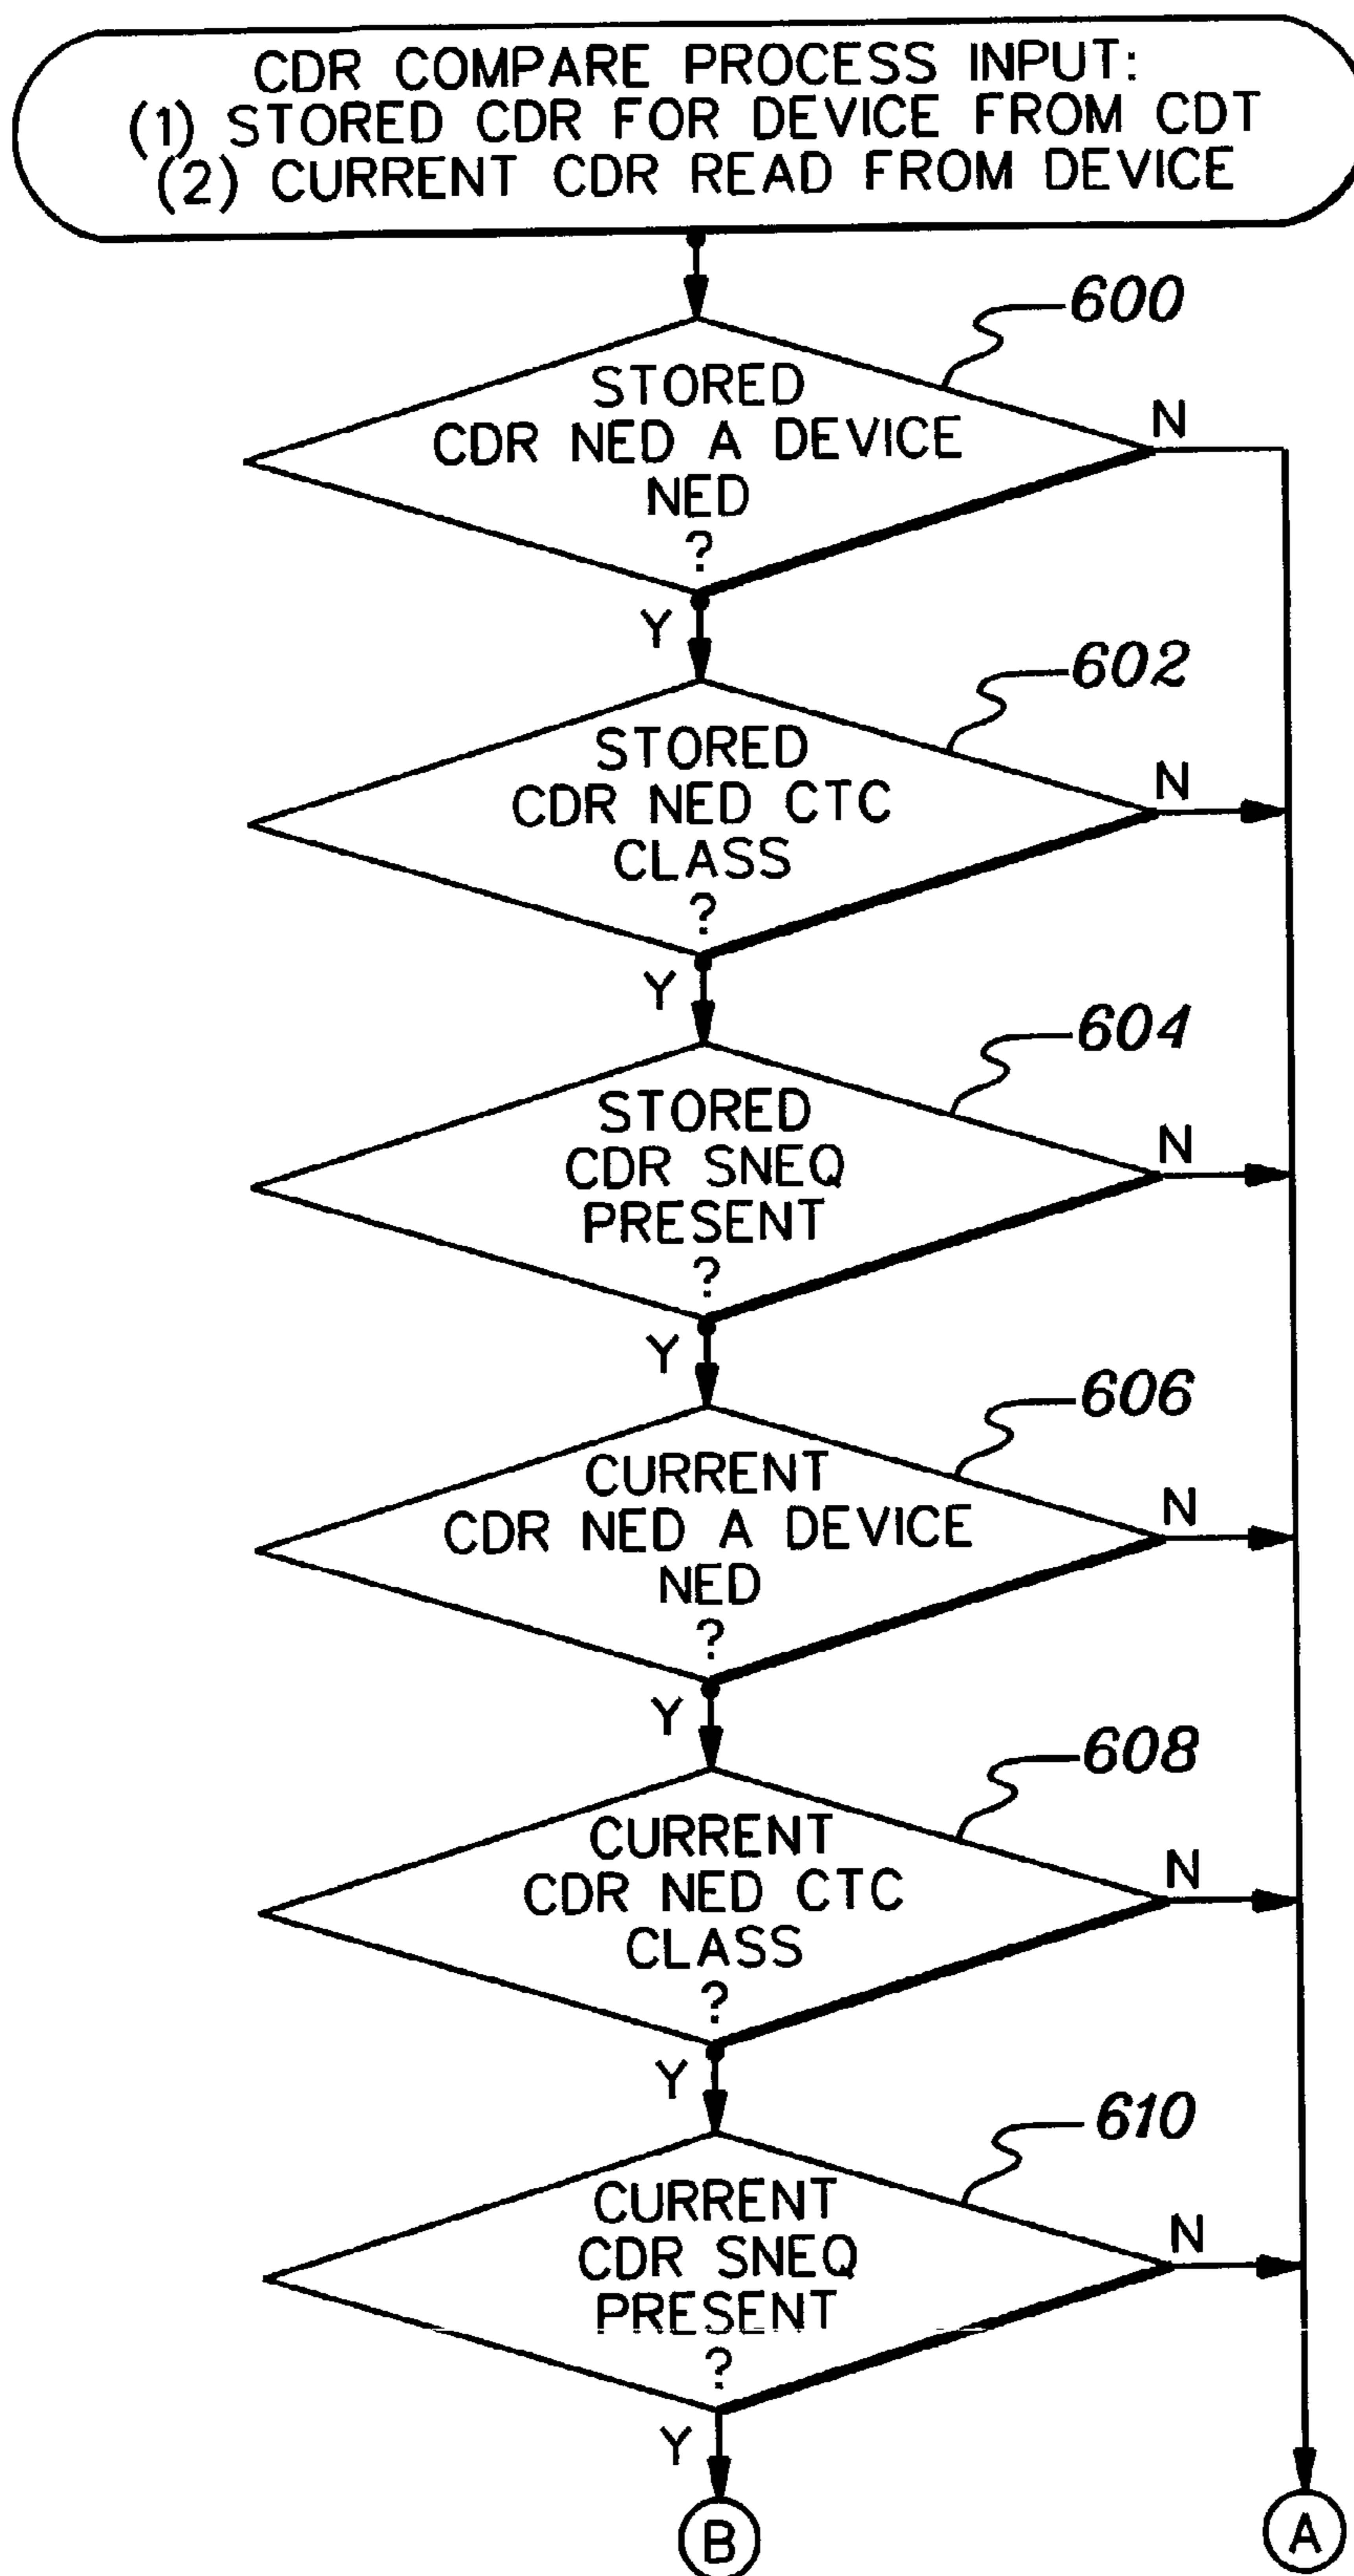 CDR COMPARE PROCESS INPUT:
(1) STORED CDR FOR DEVICE FROM CDT
(2) CURRENT CDR READ FROM DEVICE
600
STORED
CDR NED A DEVICE
NED
?
N
Y
602
STORED
CDR NED CTC
CLASS
?
N
Y
604
STORED
CDR SNEQ
PRESENT
?
N
Y
606
CURRENT
CDR NED A DEVICE
NED
?
N
Y
608
CURRENT
CDR NED CTC
CLASS
?
N
Y
610
CURRENT
CDR SNEQ
PRESENT
?
N
Y
B
A